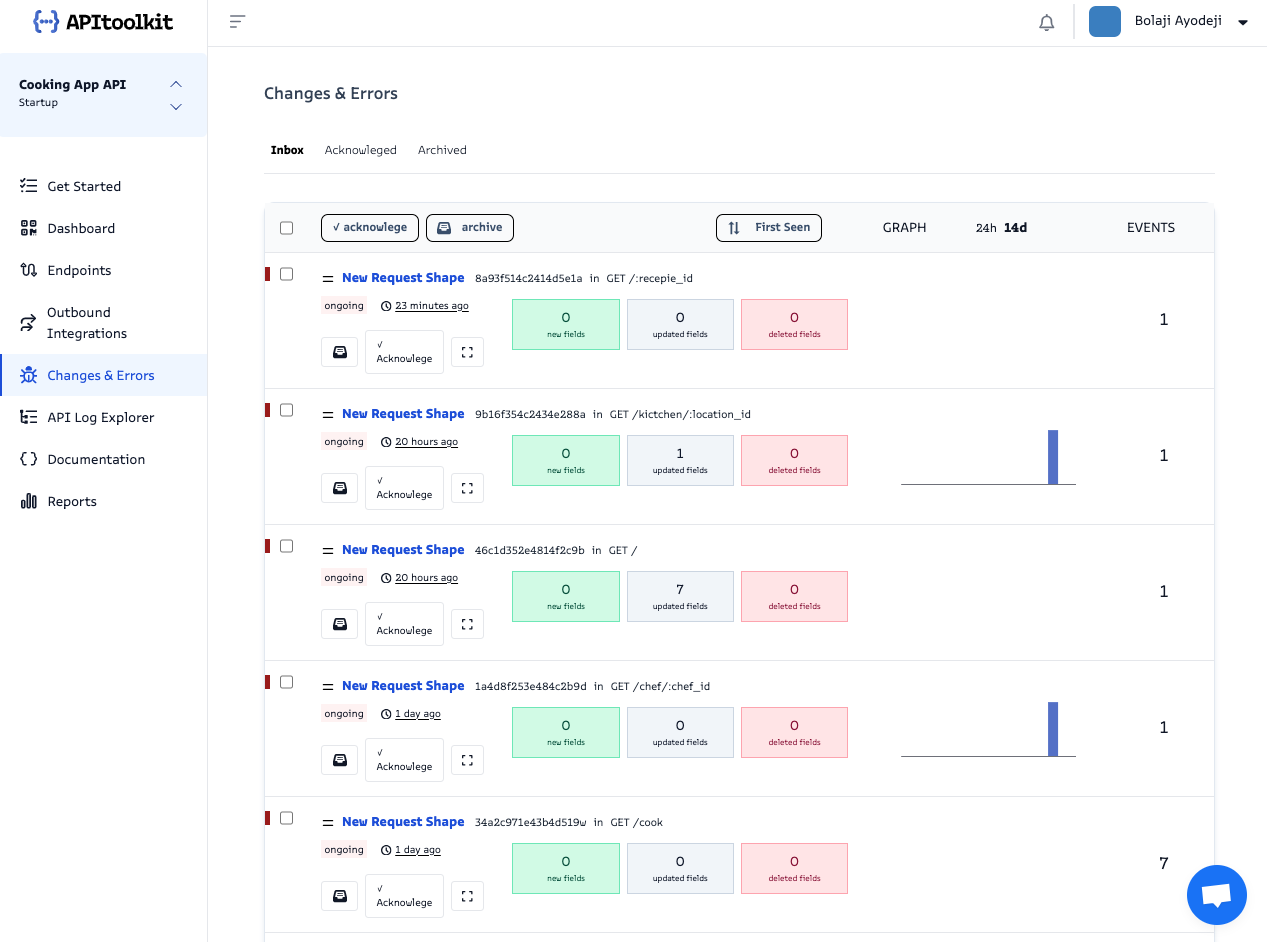 APItoolkit
Bolaji Ayodeji
Cooking App API
Startup
Get Started
Dashboard
Endpoints
Outbound
Integrations
Changes & Errors
API Log Explorer
Documentation
Reports
Changes & Errors
Inbox Acknowleged Archived
√ acknowlege archive First Seen GRAPH 24h 14d EVENTS
New Request Shape 8a93f514c2414d5e1a in GET /:recepie_id
ongoing 23 minutes ago
0 0 0
new fields updated fields deleted fields
1
√
Acknowlege
New Request Shape 9b16f354c2434e288a in GET /kictchen/:location_id
ongoing 20 hours ago
0 1 0
new fields updated fields deleted fields
1
√
Acknowlege
New Request Shape 46c1d352e4814f2c9b in GET /
ongoing 20 hours ago
0 7 0
new fields updated fields deleted fields
1
√
Acknowlege
New Request Shape 1a4d8f253e484c2b9d in GET /chef/:chef_id
ongoing 1 day ago
0 0 0
new fields updated fields deleted fields
1
√
Acknowlege
New Request Shape 34a2c971e43b4d519w in GET /cook
ongoing 1 day ago
0 0 0
new fields updated fields deleted fields
7
√
Acknowlege